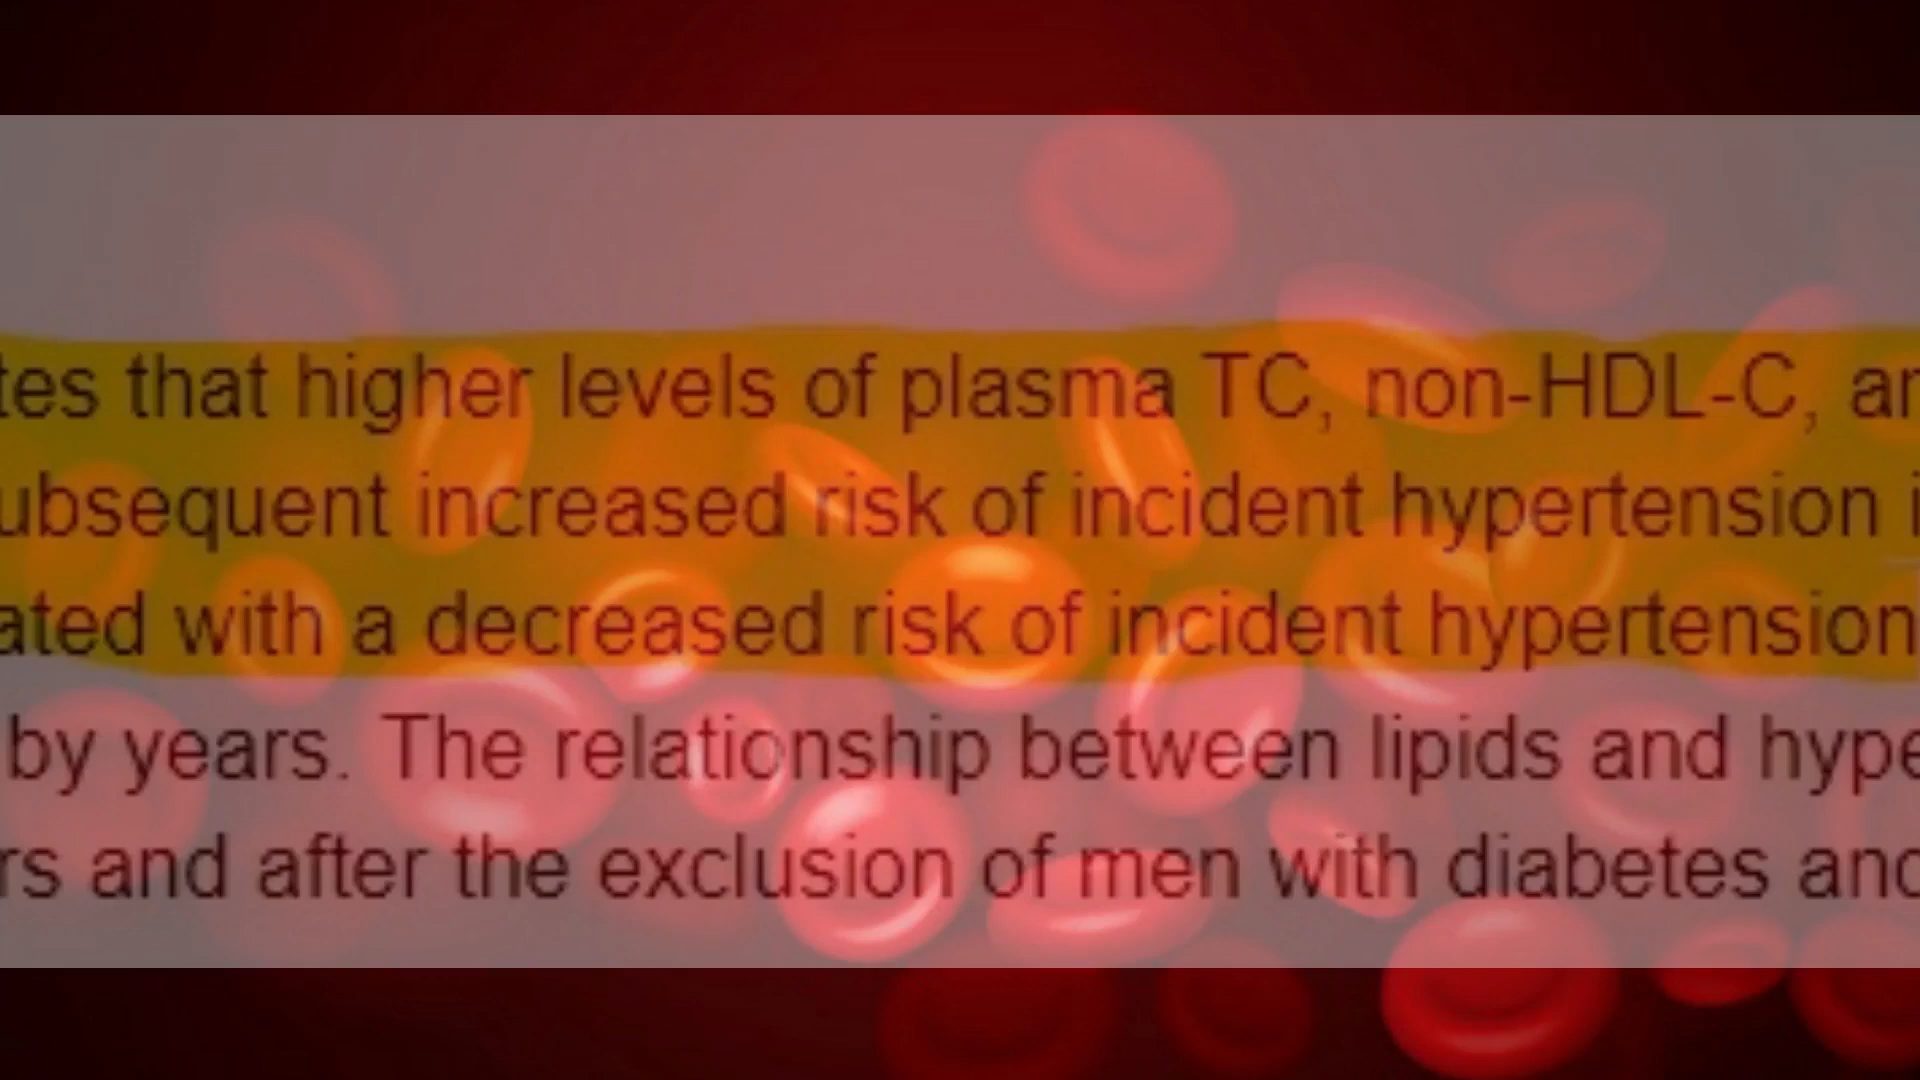 tes that higher levels of plasma TC, non-HDL-C, an
ubsequent increased risk of incident hypertension i
ated with a decreased risk of incident hypertension
by years. The relationship between lipids and hype
rs and after the exclusion of men with diabetes and